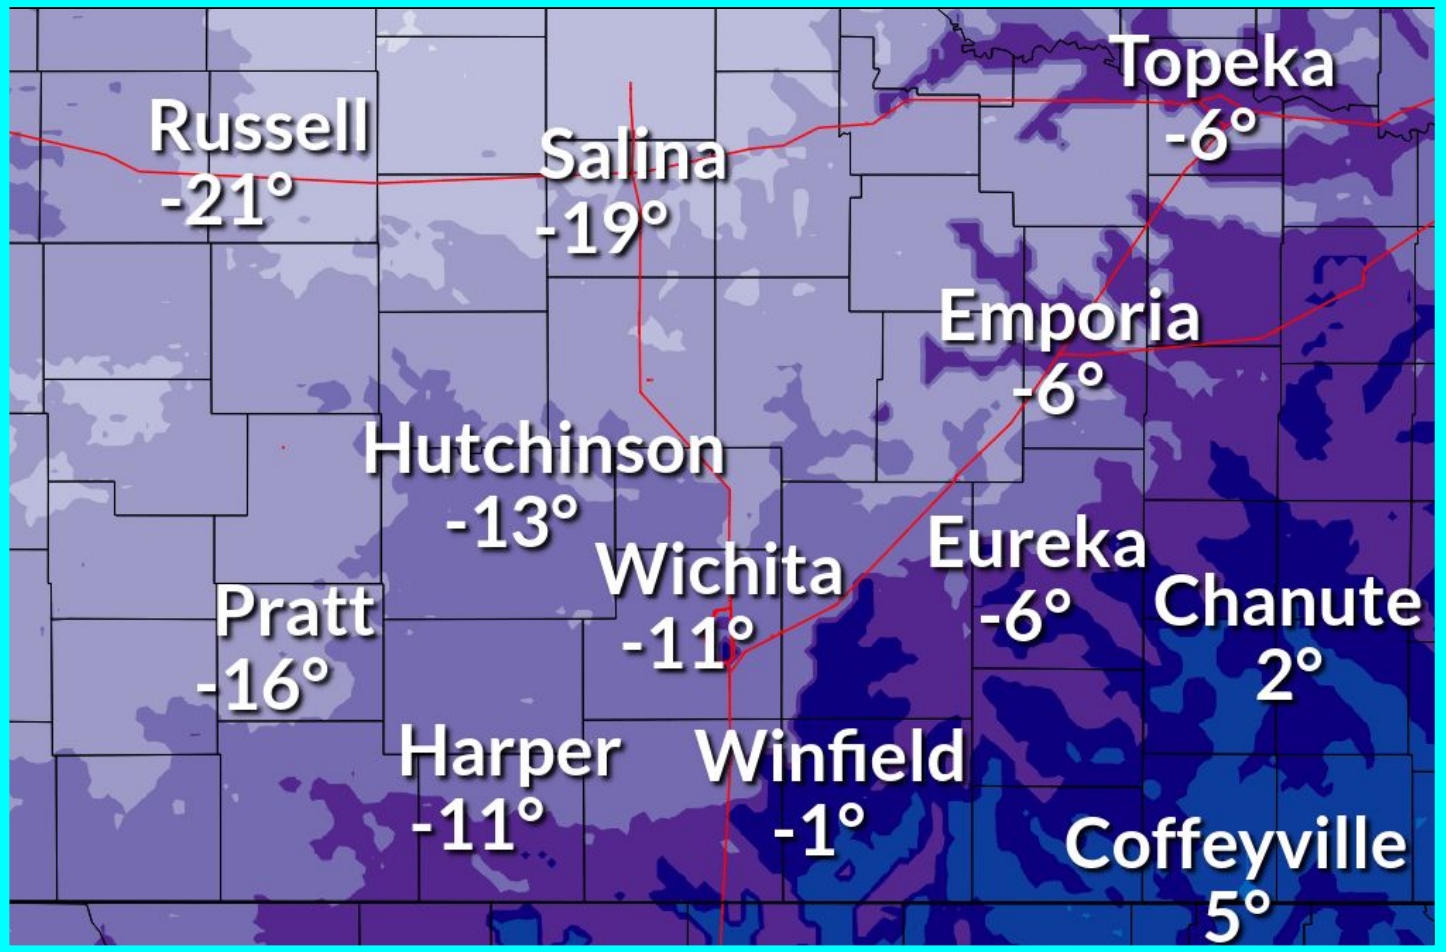 Topeka
-6°
Russell
-21°
Salina
-19°
Emporia
-6°
Hutchinson
-13°
Wichita
-11°
Eureka
-6°
Chanute
2°
Pratt
-16°
Harper
-11°
Winfield
-1°
Coffeyville
5°